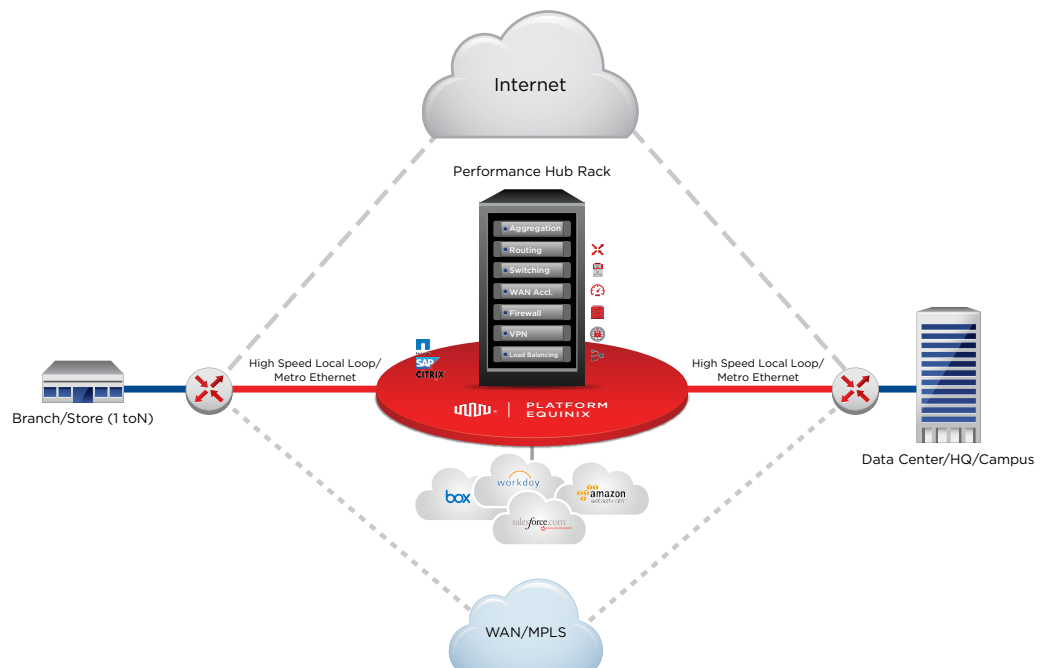 Internet
Performance Hub Rack
Aggregation
Routing
Switching
WAN Accl.
Firewall
VPN
Load Balancing
SAP
CITRIX
High Speed Local Loop/
Metro Ethernet
High Speed Local Loop/
Metro Ethernet
Branch/Store (1 toN)
PLATFORM
EQUINIX
Data Center/HQ/Campus
box
workday
amazon
web services
salesforce.com
WAN/MPLS